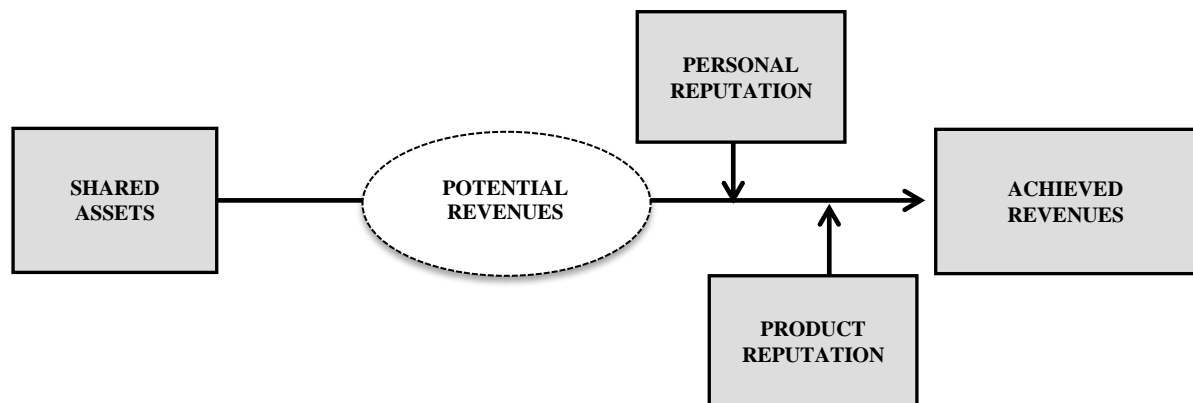 PERSONAL
REPUTATION
SHARED
ASSETS
POTENTIAL
REVENUES
ACHIEVED
REVENUES
PRODUCT
REPUTATION